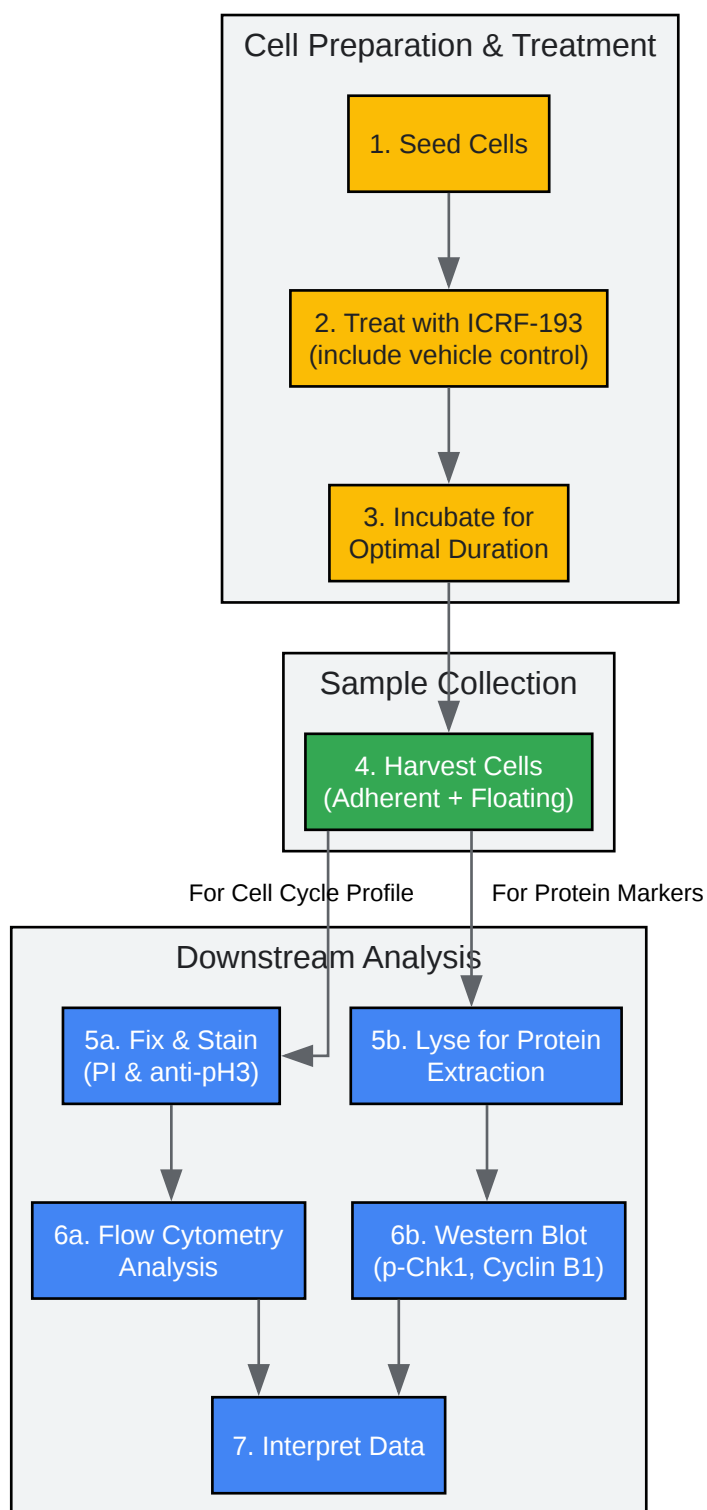 Cell Preparation & Treatment
1. Seed Cells
2. Treat with ICRF-193
(include vehicle control)
3. Incubate for
Optimal Duration
Sample Collection
4. Harvest Cells
(Adherent + Floating)
For Cell Cycle Profile
For Protein Markers
Downstream Analysis
5a. Fix & Stain
(PI & anti-pH3)
5b. Lyse for Protein
Extraction
6a. Flow Cytometry
Analysis
6b. Western Blot
(p-Chk1, Cyclin B1)
7. Interpret Data